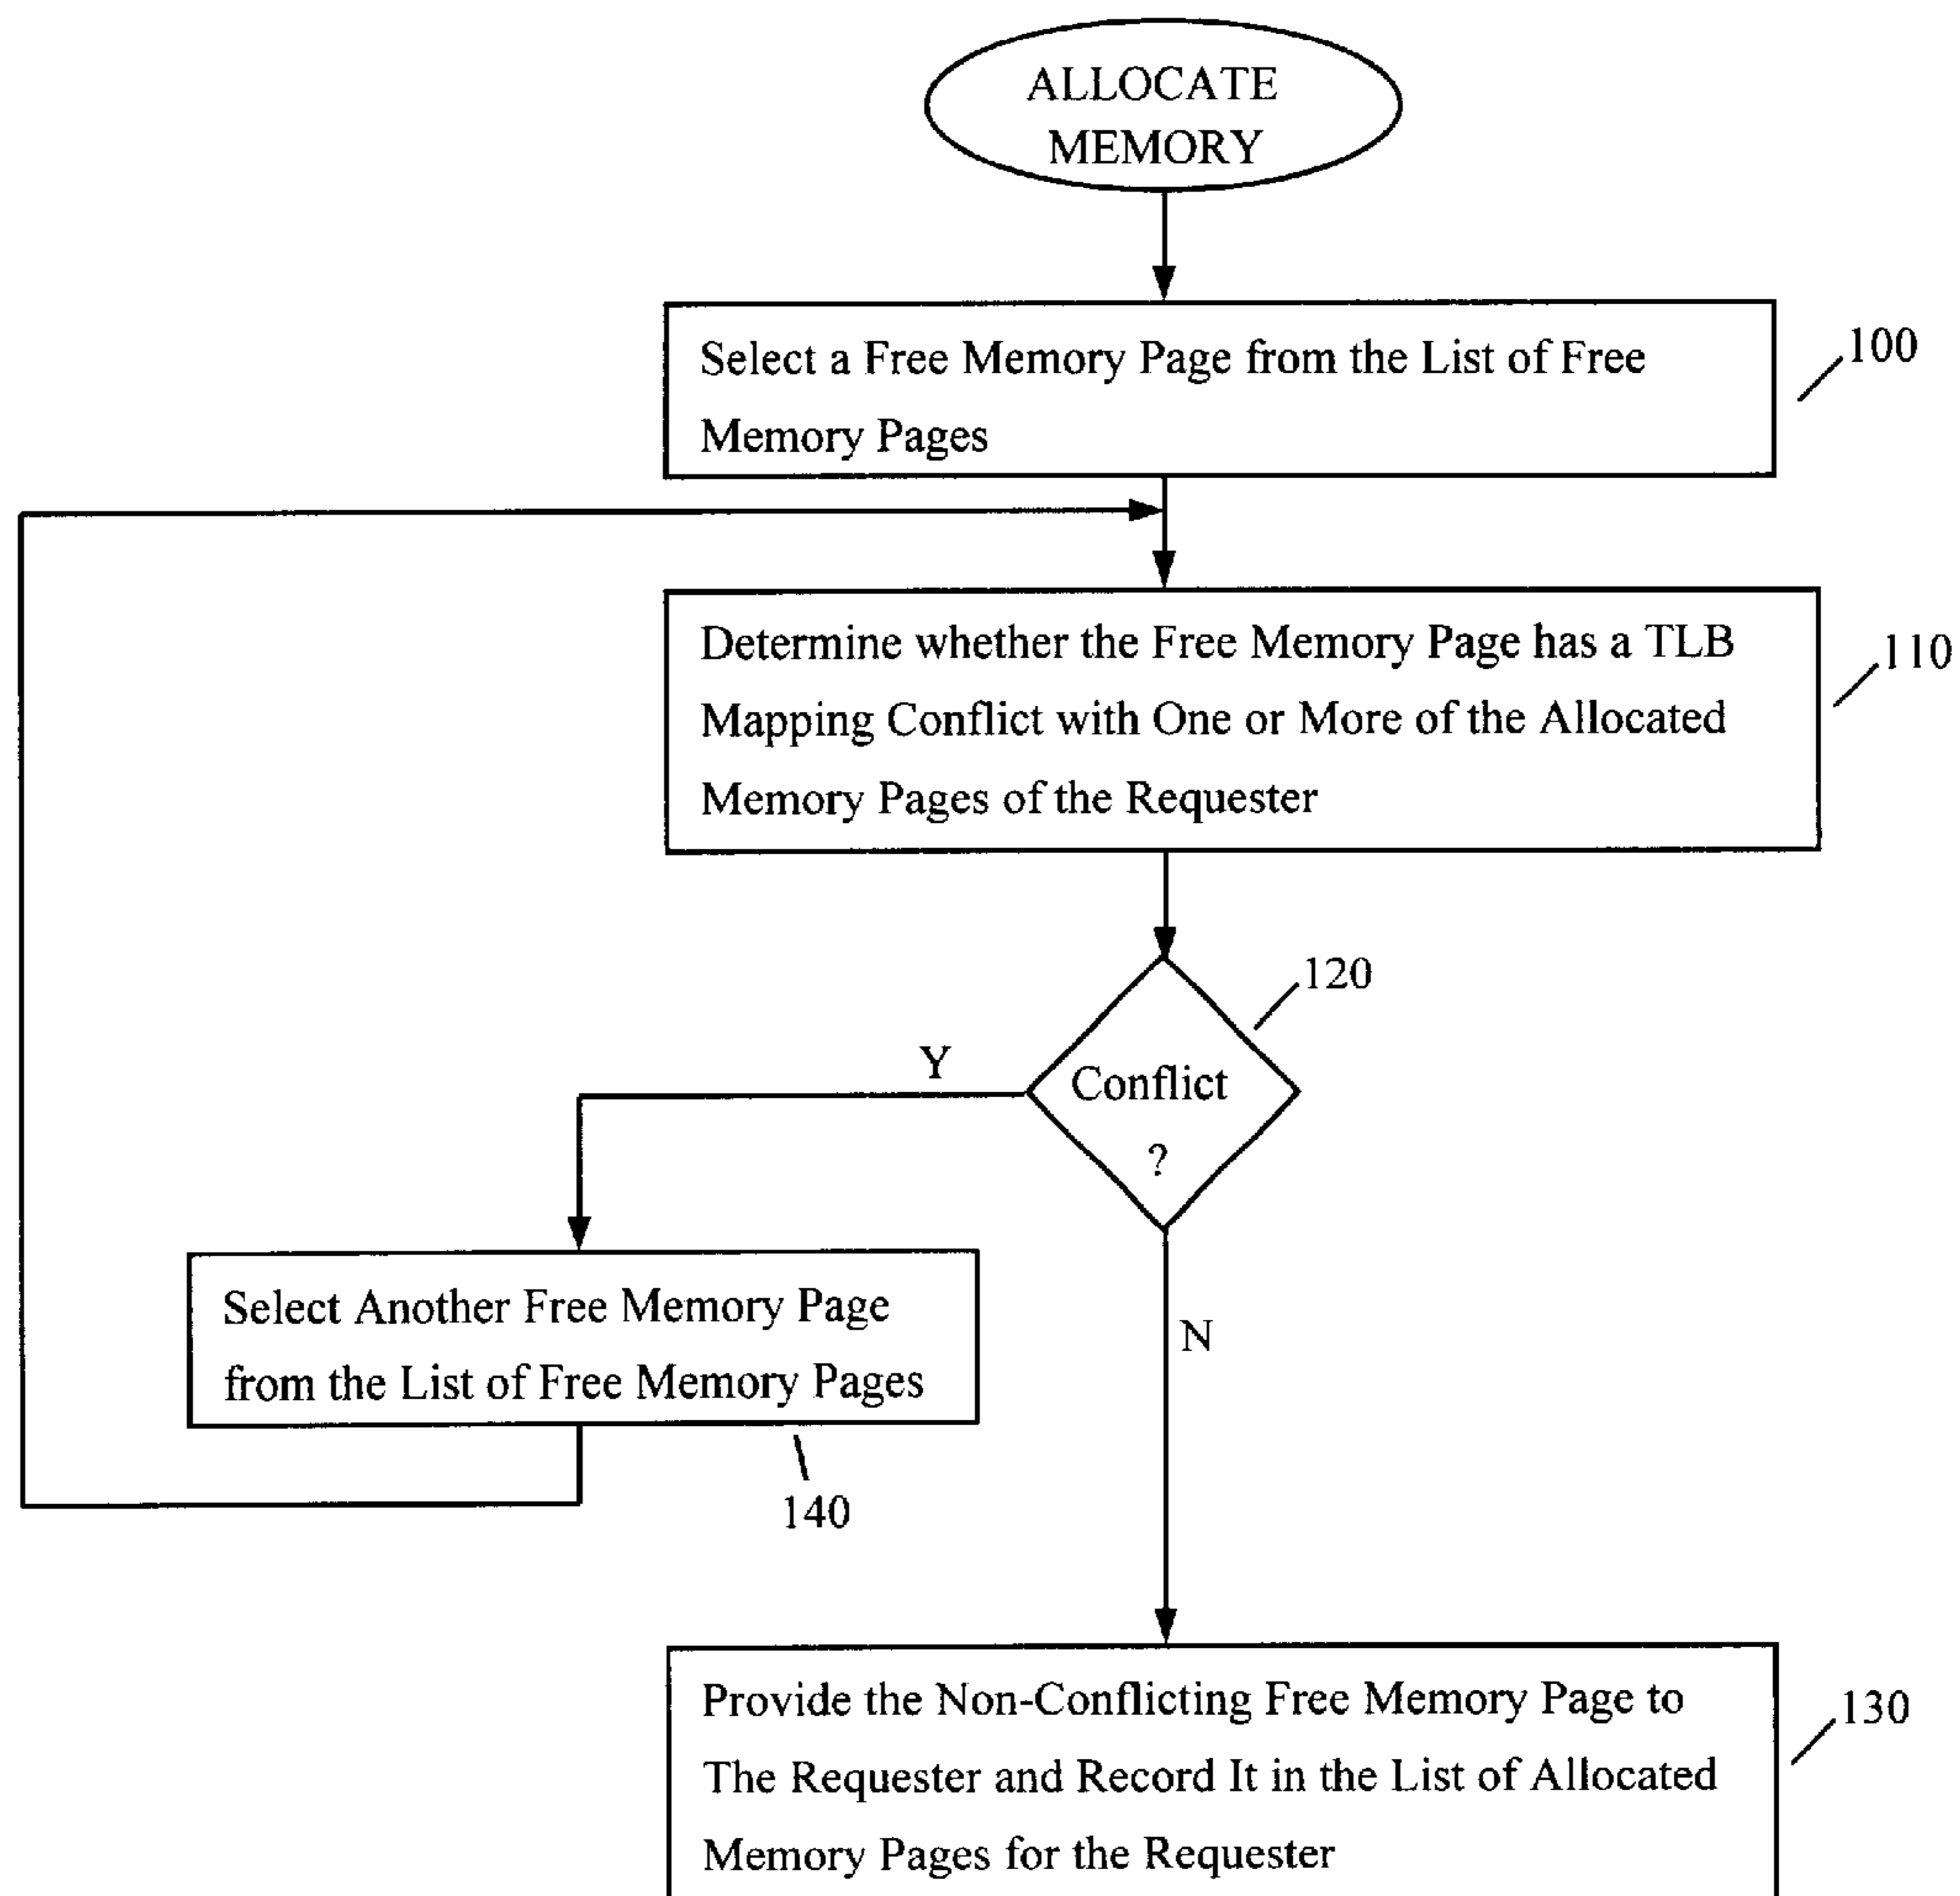 ALLOCATE
MEMORY
Select a Free Memory Page from the List of Free
Memory Pages
100
Determine whether the Free Memory Page has a TLB
Mapping Conflict with One or More of the Allocated
Memory Pages of the Requester
110
120
Y
Conflict
?
Select Another Free Memory Page
from the List of Free Memory Pages
N
140
Provide the Non-Conflicting Free Memory Page to
The Requester and Record It in the List of Allocated
Memory Pages for the Requester
130